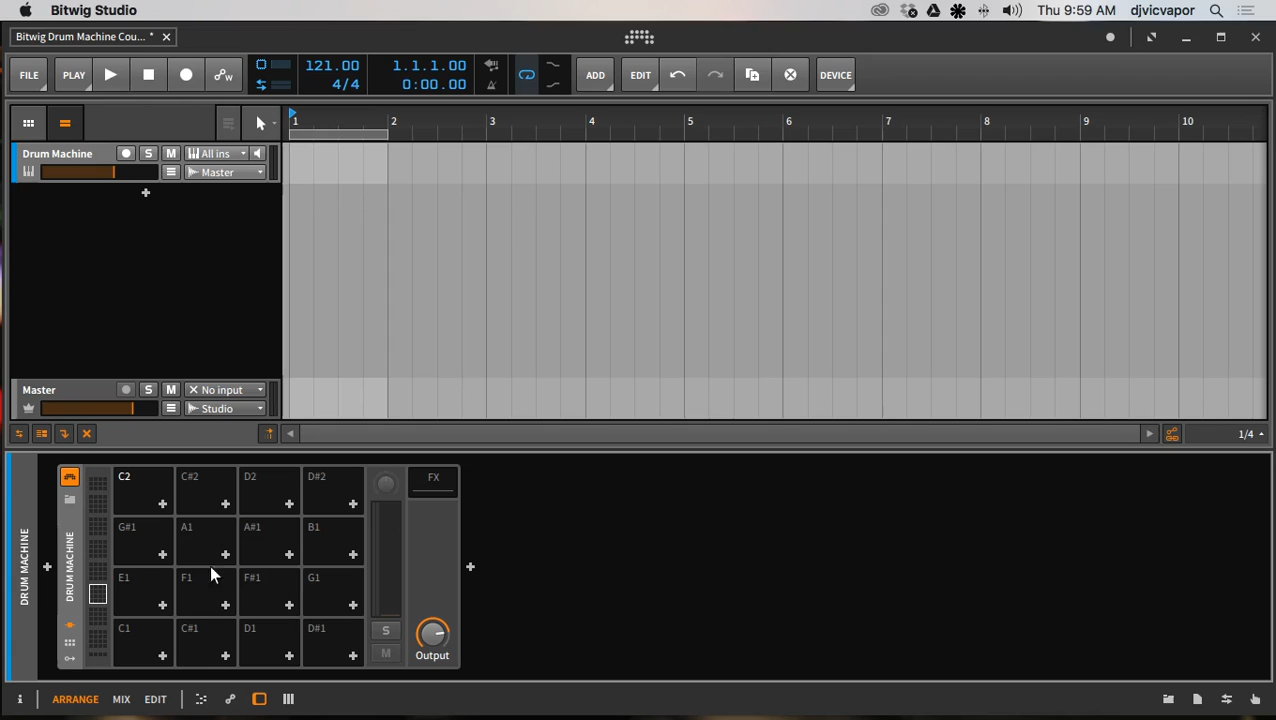 Bitwig Studio
Thu 9:59 AM djvicvapor
Bitwig Drum Machine Cou... *
FILE PLAY 121.00 4/4 1.1.1.00 0:00.00 ADD EDIT DEVICE
1 2 3 4 5 6 7 8 9 10
Drum Machine S M All ins
Master
Master S M No input
Studio
1/4
DRUM MACHINE
DRUM MACHINE
C2 C#2 D2 D#2 FX
G#1 A1 A#1 B1
E1 F1 F#1 G1
C1 C#1 D1 D#1 S
M Output
ARRANGE MIX EDIT